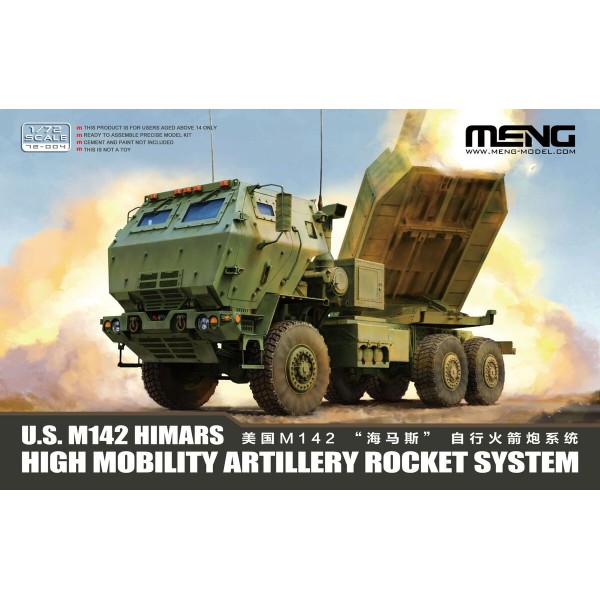 1/72
SCALE
72-004
m THIS PRODUCT IS FOR USERS AGED ABOVE 14 ONLY
m READY TO ASSEMBLE PRECISE MODEL KIT
m CEMENT AND PAINT NOT INCLUDED
m THIS IS NOT A TOY
MENG
WWW.MENG-MODEL.COM
U.S. M142 HIMARS 美国M142 “海马斯” 自行火箭炮系统
HIGH MOBILITY ARTILLERY ROCKET SYSTEM